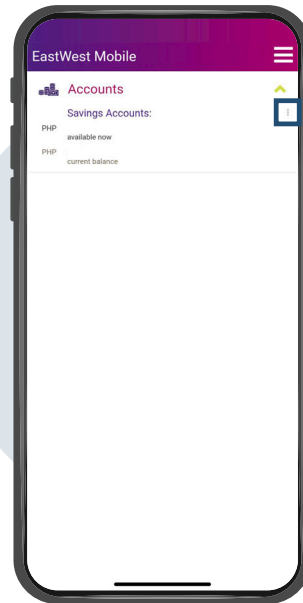 EastWest Mobile
Accounts
Savings Accounts:
PHP
available now
PHP
current balance